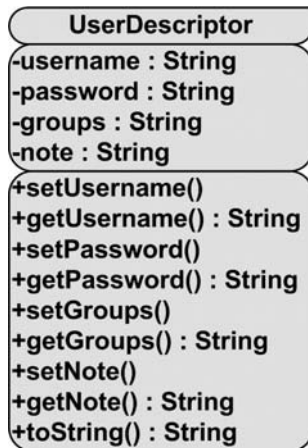 UserDescriptor
-username : String
-password : String
-groups : String
-note : String
+setUsername()
+getUsername() : String
+setPassword()
+getPassword() : String
+setGroups()
+getGroups() : String
+setNote()
+getNote() : String
+toString() : String